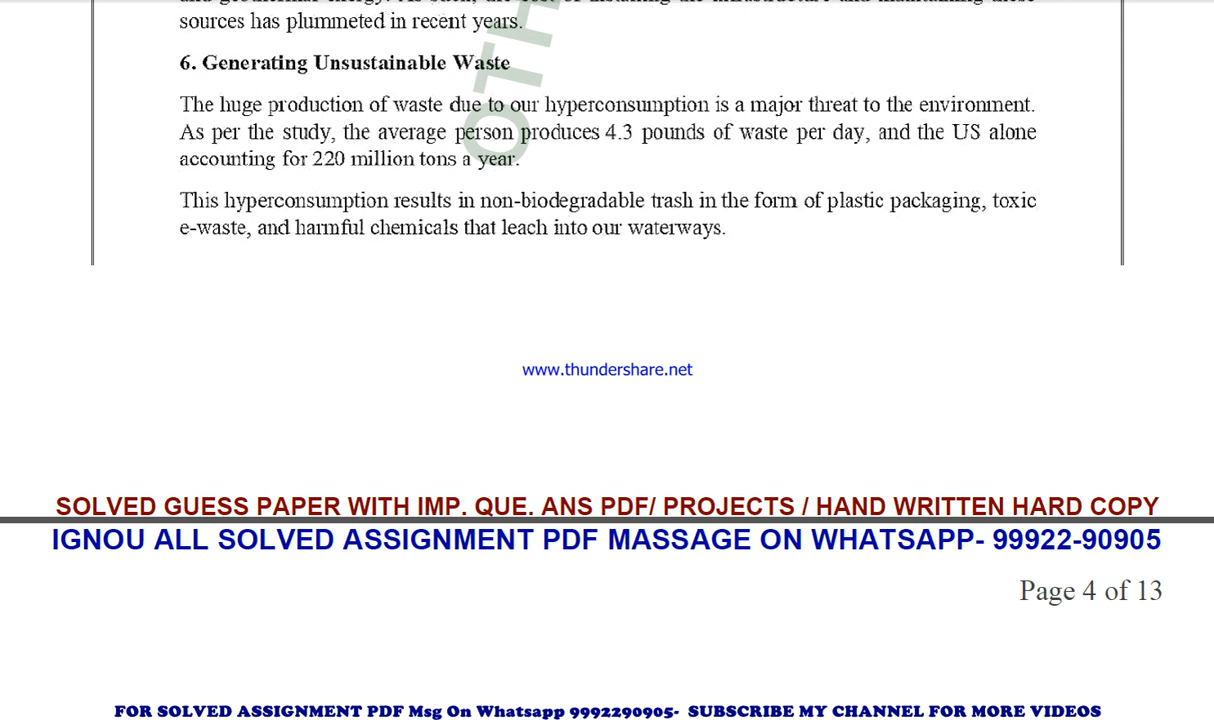 sources has plummeted in recent years.
6. Generating Unsustainable Waste
The huge production of waste due to our hyperconsumption is a major threat to the environment.
As per the study, the average person produces 4.3 pounds of waste per day, and the US alone
accounting for 220 million tons a year.
This hyperconsumption results in non-biodegradable trash in the form of plastic packaging, toxic
e-waste, and harmful chemicals that leach into our waterways.
www.thundershare.net
SOLVED GUESS PAPER WITH IMP. QUE. ANS PDF/ PROJECTS / HAND WRITTEN HARD COPY
IGNOU ALL SOLVED ASSIGNMENT PDF MASSAGE ON WHATSAPP- 99922-90905
Page 4 of 13
FOR SOLVED ASSIGNMENT PDF Msg On Whatsapp 9992290905- SUBSCRIBE MY CHANNEL FOR MORE VIDEOS